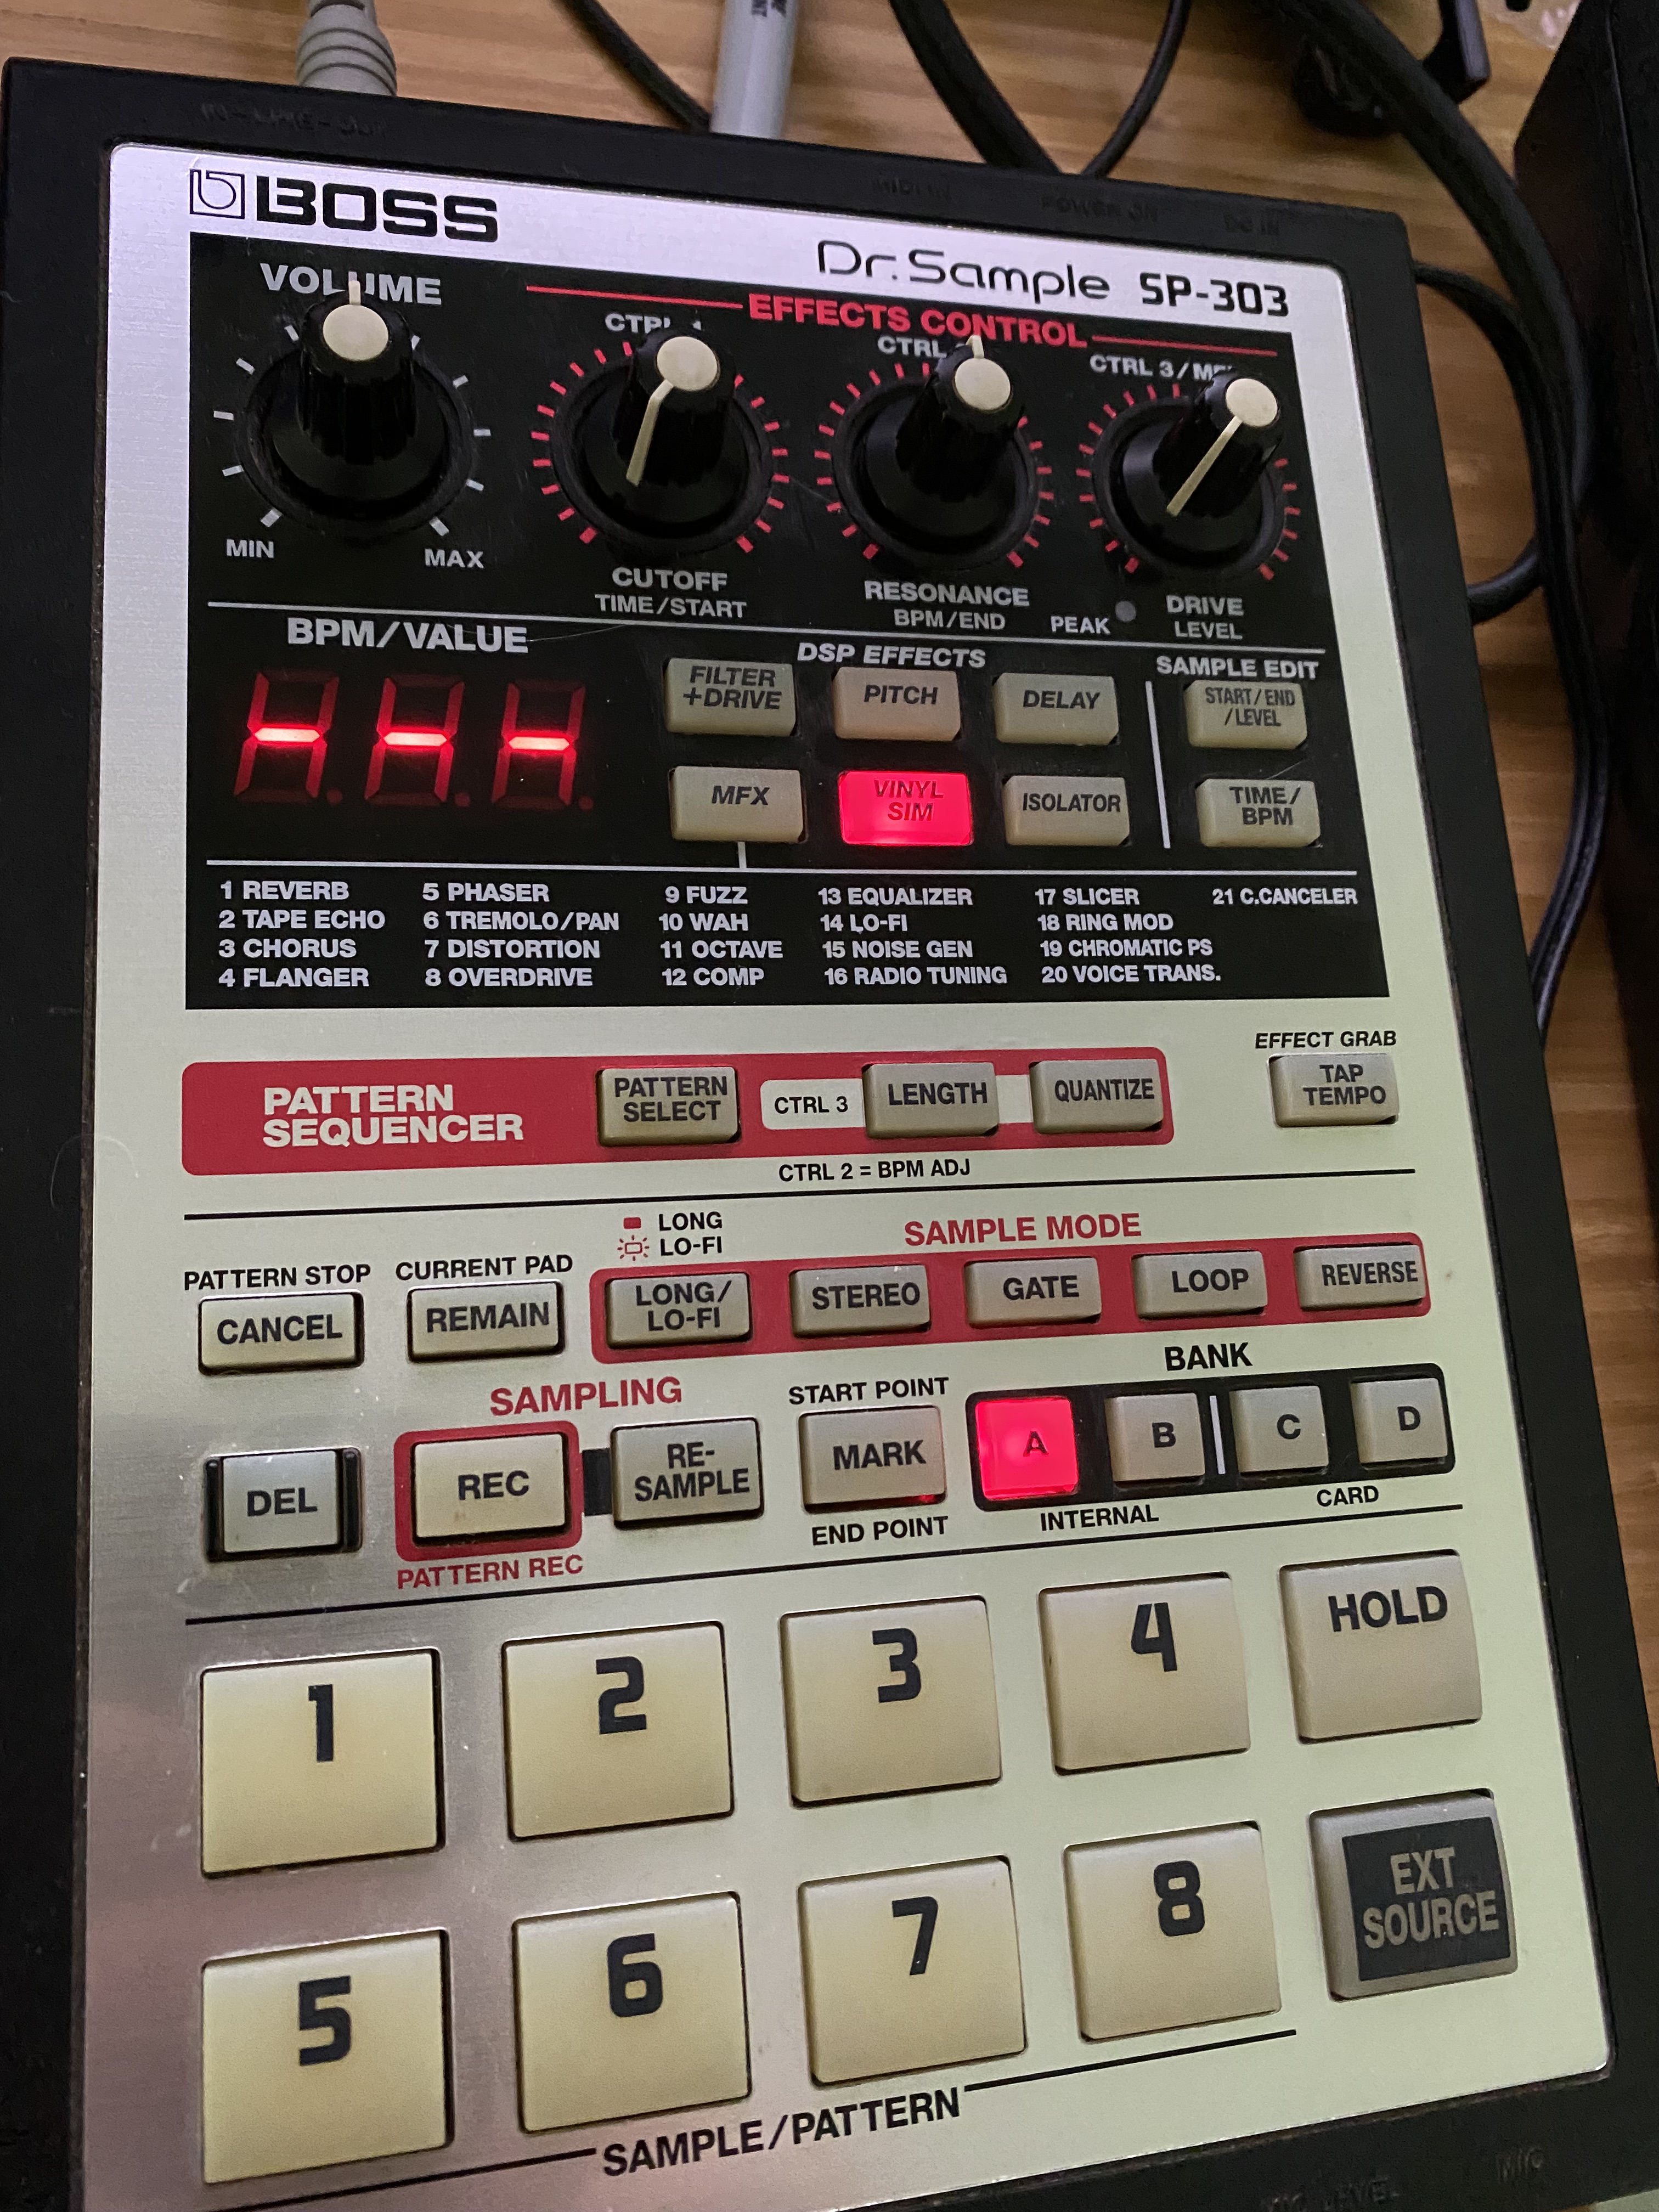 BOSS
Dr. Sample SP-303
VOLUME
EFFECTS CONTROL
CTRL 1
CTRL
CTRL 3/
MIN
MAX
CUTOFF
TIME/START
RESONANCE
BPM/END
PEAK
DRIVE
LEVEL
BPM/VALUE
---
DSP EFFECTS
SAMPLE EDIT
FILTER
+DRIVE
PITCH
DELAY
START/END
/LEVEL
MFX
VINYL
SIM
ISOLATOR
TIME/
BPM
1 REVERB
2 TAPE ECHO
3 CHORUS
4 FLANGER
5 PHASER
6 TREMOLO/PAN
7 DISTORTION
8 OVERDRIVE
9 FUZZ
10 WAH
11 OCTAVE
12 COMP
13 EQUALIZER
14 LO-FI
15 NOISE GEN
16 RADIO TUNING
17 SLICER
18 RING MOD
19 CHROMATIC PS
20 VOICE TRANS.
21 C.CANCELER
PATTERN
SEQUENCER
PATTERN
SELECT
CTRL 3
LENGTH
QUANTIZE
EFFECT GRAB
TAP
TEMPO
CTRL 2 = BPM ADJ
LONG
LO-FI
SAMPLE MODE
PATTERN STOP
CANCEL
CURRENT PAD
REMAIN
LONG/
LO-FI
STEREO
GATE
LOOP
REVERSE
SAMPLING
START POINT
BANK
DEL
REC
RE-
SAMPLE
MARK
A
B
C
D
PATTERN REC
END POINT
INTERNAL
CARD
1
2
3
4
HOLD
5
6
7
8
EXT
SOURCE
SAMPLE/PATTERN